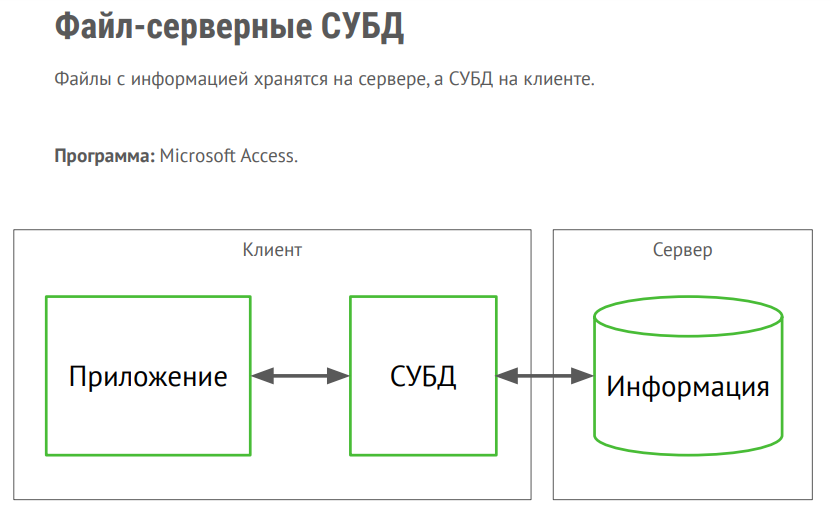 Файл-серверные СУБД
Файлы с информацией хранятся на сервере, а СУБД на клиенте.
Программа: Microsoft Access.
Клиент
Сервер
Приложение
СУБД
Информация